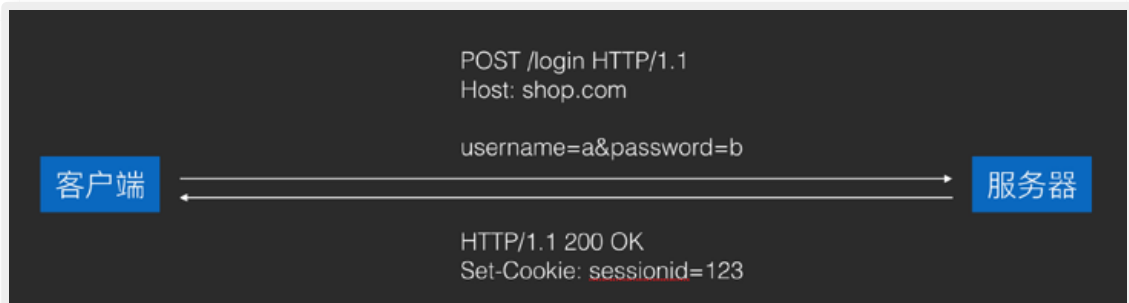 POST /login HTTP/1.1
Host: shop.com
username=a&password=b
客户端
服务器
HTTP/1.1 200 OK
Set-Cookie: sessionid=123